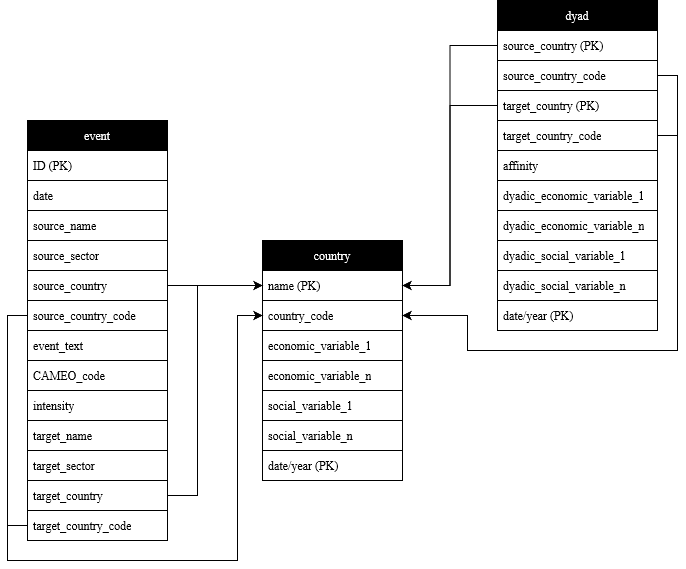 dyad
source_country (PK)
source_country_code
target_country (PK)
target_country_code
affinity
dyadic_economic_variable_1
dyadic_economic_variable_n
dyadic_social_variable_1
dyadic_social_variable_n
date/year (PK)
event
ID (PK)
date
source_name
source_sector
source_country
source_country_code
event_text
CAMEO_code
intensity
target_name
target_sector
target_country
target_country_code
country
name (PK)
country_code
economic_variable_1
economic_variable_n
social_variable_1
social_variable_n
date/year (PK)